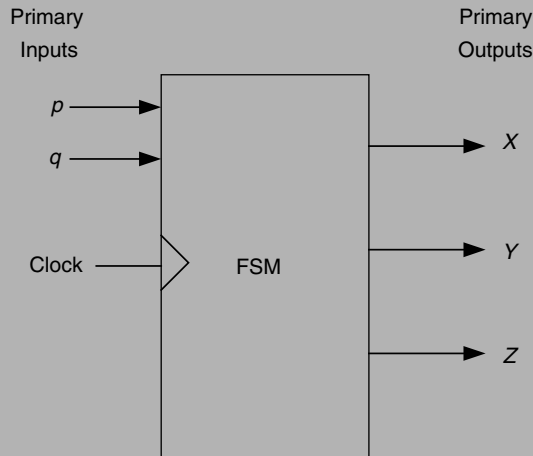 Primary
Inputs
Primary
Outputs
p
X
q
Clock
FSM
Y
Z